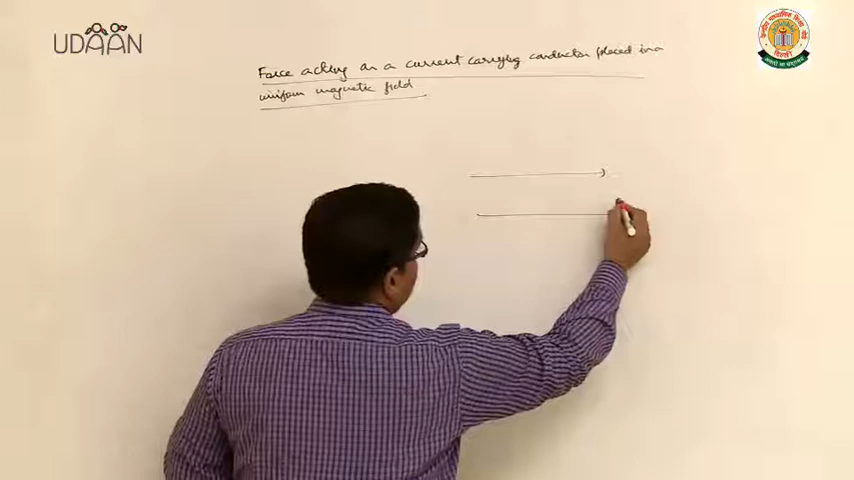 UDAAN
Force acting on a current carrying conductor placed in a
uniform magnetic field